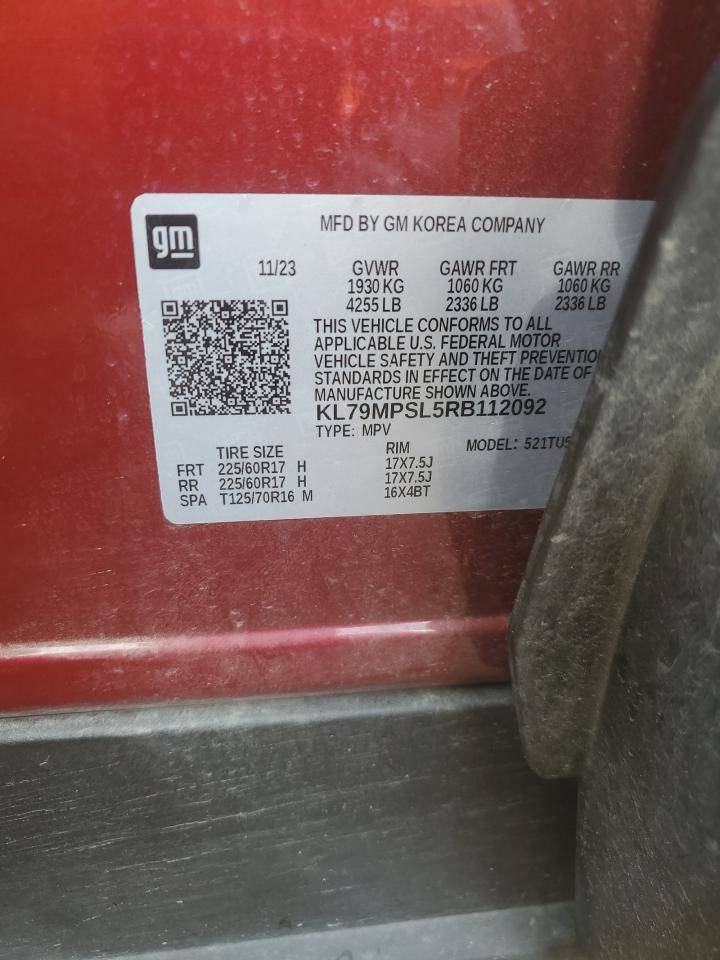 gm
MFD BY GM KOREA COMPANY
11/23 GVWR GAWR FRT GAWR RR
1930 KG 1060 KG 1060 KG
4255 LB 2336 LB 2336 LB
THIS VEHICLE CONFORMS TO ALL
APPLICABLE U.S. FEDERAL MOTOR
VEHICLE SAFETY AND THEFT PREVENTIO
STANDARDS IN EFFECT ON THE DATE OF
MANUFACTURE SHOWN ABOVE.
KL79MPSL5RB112092
TYPE: MPV MODEL: 521TU5
TIRE SIZE RIM
FRT 225/60R17 H 17X7.5J
RR 225/60R17 H 17X7.5J
SPA T125/70R16 M 16X4BT